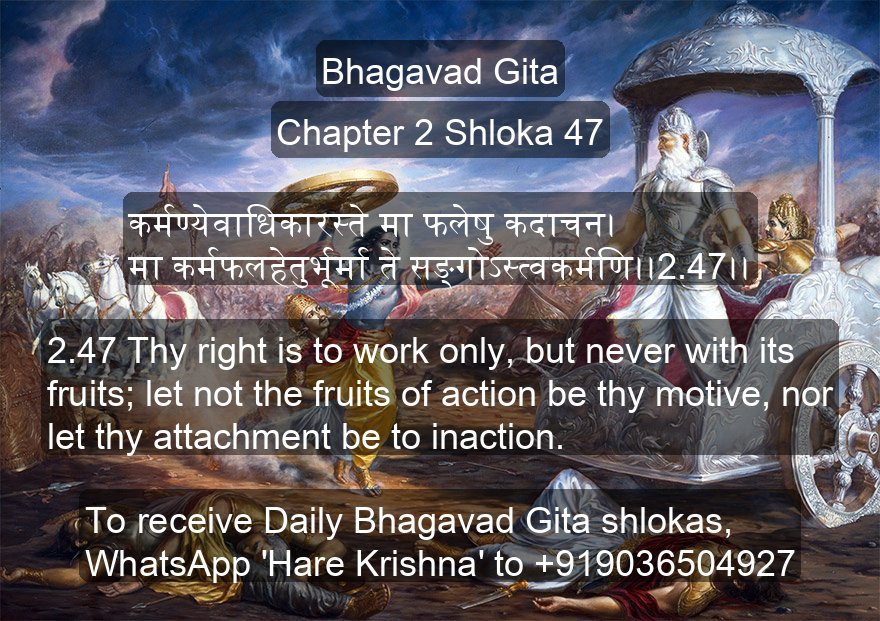 Bhagavad Gita
Chapter 2 Shloka 47
कर्मण्येवाधिकारस्ते मा फलेषु कदाचन।
मा कर्मफलहेतुर्भूर्मा ते सङ्गोऽस्त्वकर्मणि।।2.47।।
2.47 Thy right is to work only, but never with its
fruits; let not the fruits of action be thy motive, nor
let thy attachment be to inaction.
To receive Daily Bhagavad Gita shlokas,
WhatsApp 'Hare Krishna' to +919036504927